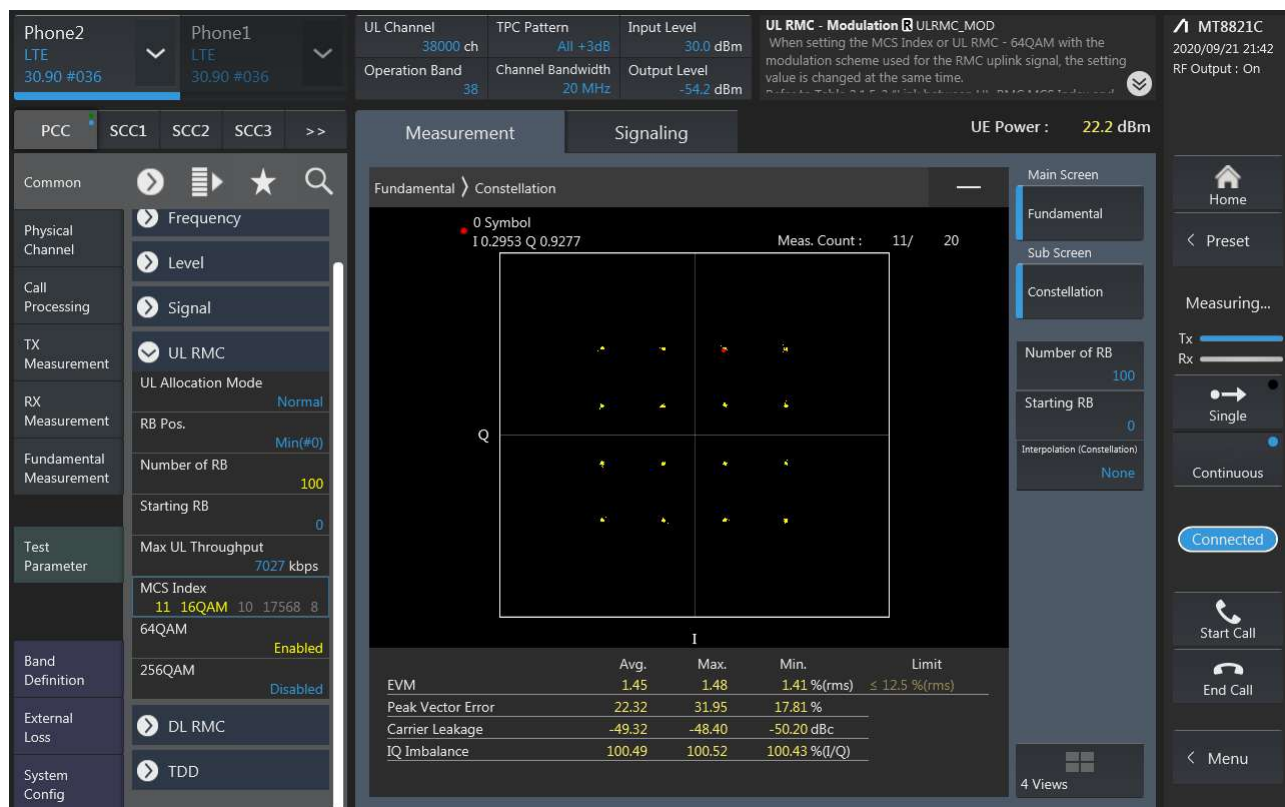 Phone2
LTE
30.90 #036
Phone1
LTE
30.90 #036
UL Channel
38000 ch
Operation Band
38
TPC Pattern
All +3dB
Channel Bandwidth
20 MHz
Input Level
30.0 dBm
Output Level
-54.2 dBm
UL RMC - Modulation R ULRMC_MOD
When setting the MCS Index or UL RMC - 64QAM with the
modulation scheme used for the RMC uplink signal, the setting
value is changed at the same time.
MT8821C
2020/09/21 21:42
RF Output : On
PCC SCC1 SCC2 SCC3 >>
Measurement
Signaling
UE Power : 22.2 dBm
Common
Physical
Channel
Call
Processing
TX
Measurement
RX
Measurement
Fundamental
Measurement
Test
Parameter
Band
Definition
External
Loss
System
Config
Frequency
Level
Signal
UL RMC
UL Allocation Mode
Normal
RB Pos.
Min(#0)
Number of RB
100
Starting RB
0
Max UL Throughput
7027 kbps
MCS Index
11 16QAM 10 17568 8
64QAM
Enabled
256QAM
Disabled
DL RMC
TDD
Fundamental 〉 Constellation
0 Symbol
I 0.2953 Q 0.9277
Meas. Count : 11/ 20
Q
I
Avg. Max. Min. Limit
EVM 1.45 1.48 1.41 %(rms) ≤ 12.5 %(rms)
Peak Vector Error 22.32 31.95 17.81 %
Carrier Leakage -49.32 -48.40 -50.20 dBc
IQ Imbalance 100.49 100.52 100.43 %(I/Q)
Main Screen
Fundamental
Sub Screen
Constellation
Number of RB
100
Starting RB
0
Interpolation (Constellation)
None
4 Views
Home
< Preset
Measuring...
Tx
Rx
Single
Continuous
Connected
Start Call
End Call
< Menu